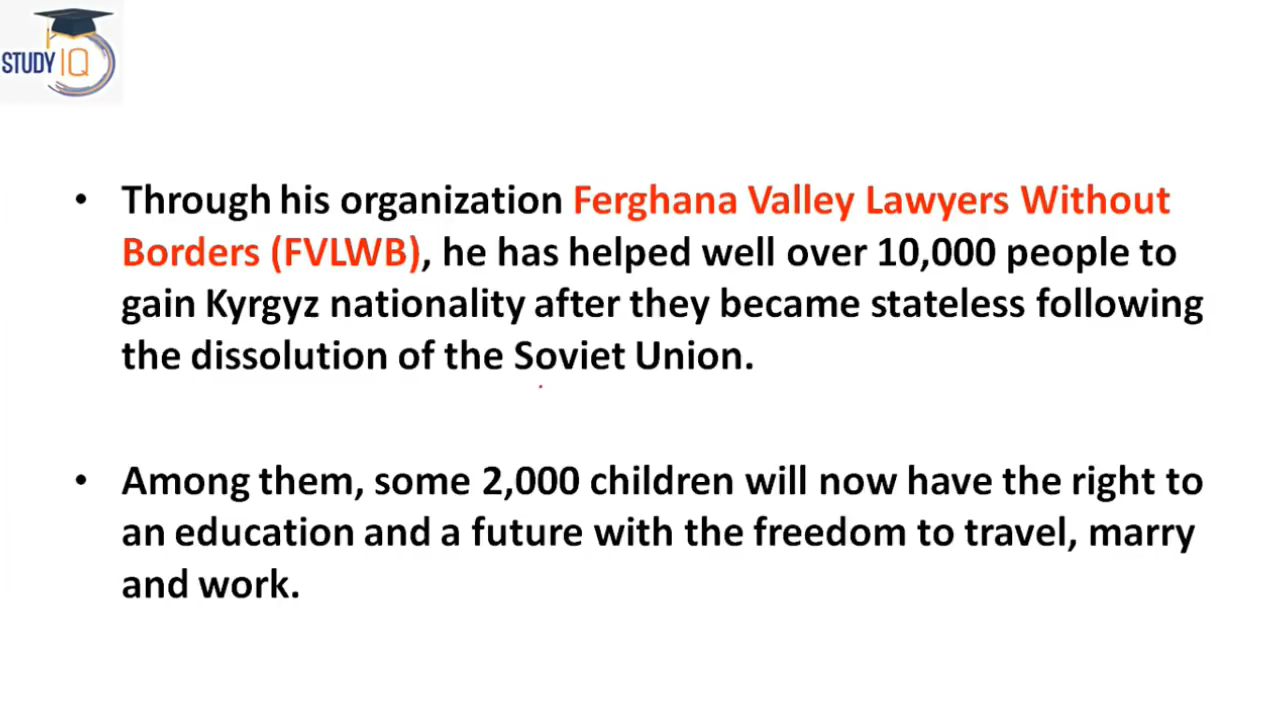 STUDY IQ
• Through his organization Ferghana Valley Lawyers Without
Borders (FVLWB), he has helped well over 10,000 people to
gain Kyrgyz nationality after they became stateless following
the dissolution of the Soviet Union.
• Among them, some 2,000 children will now have the right to
an education and a future with the freedom to travel, marry
and work.